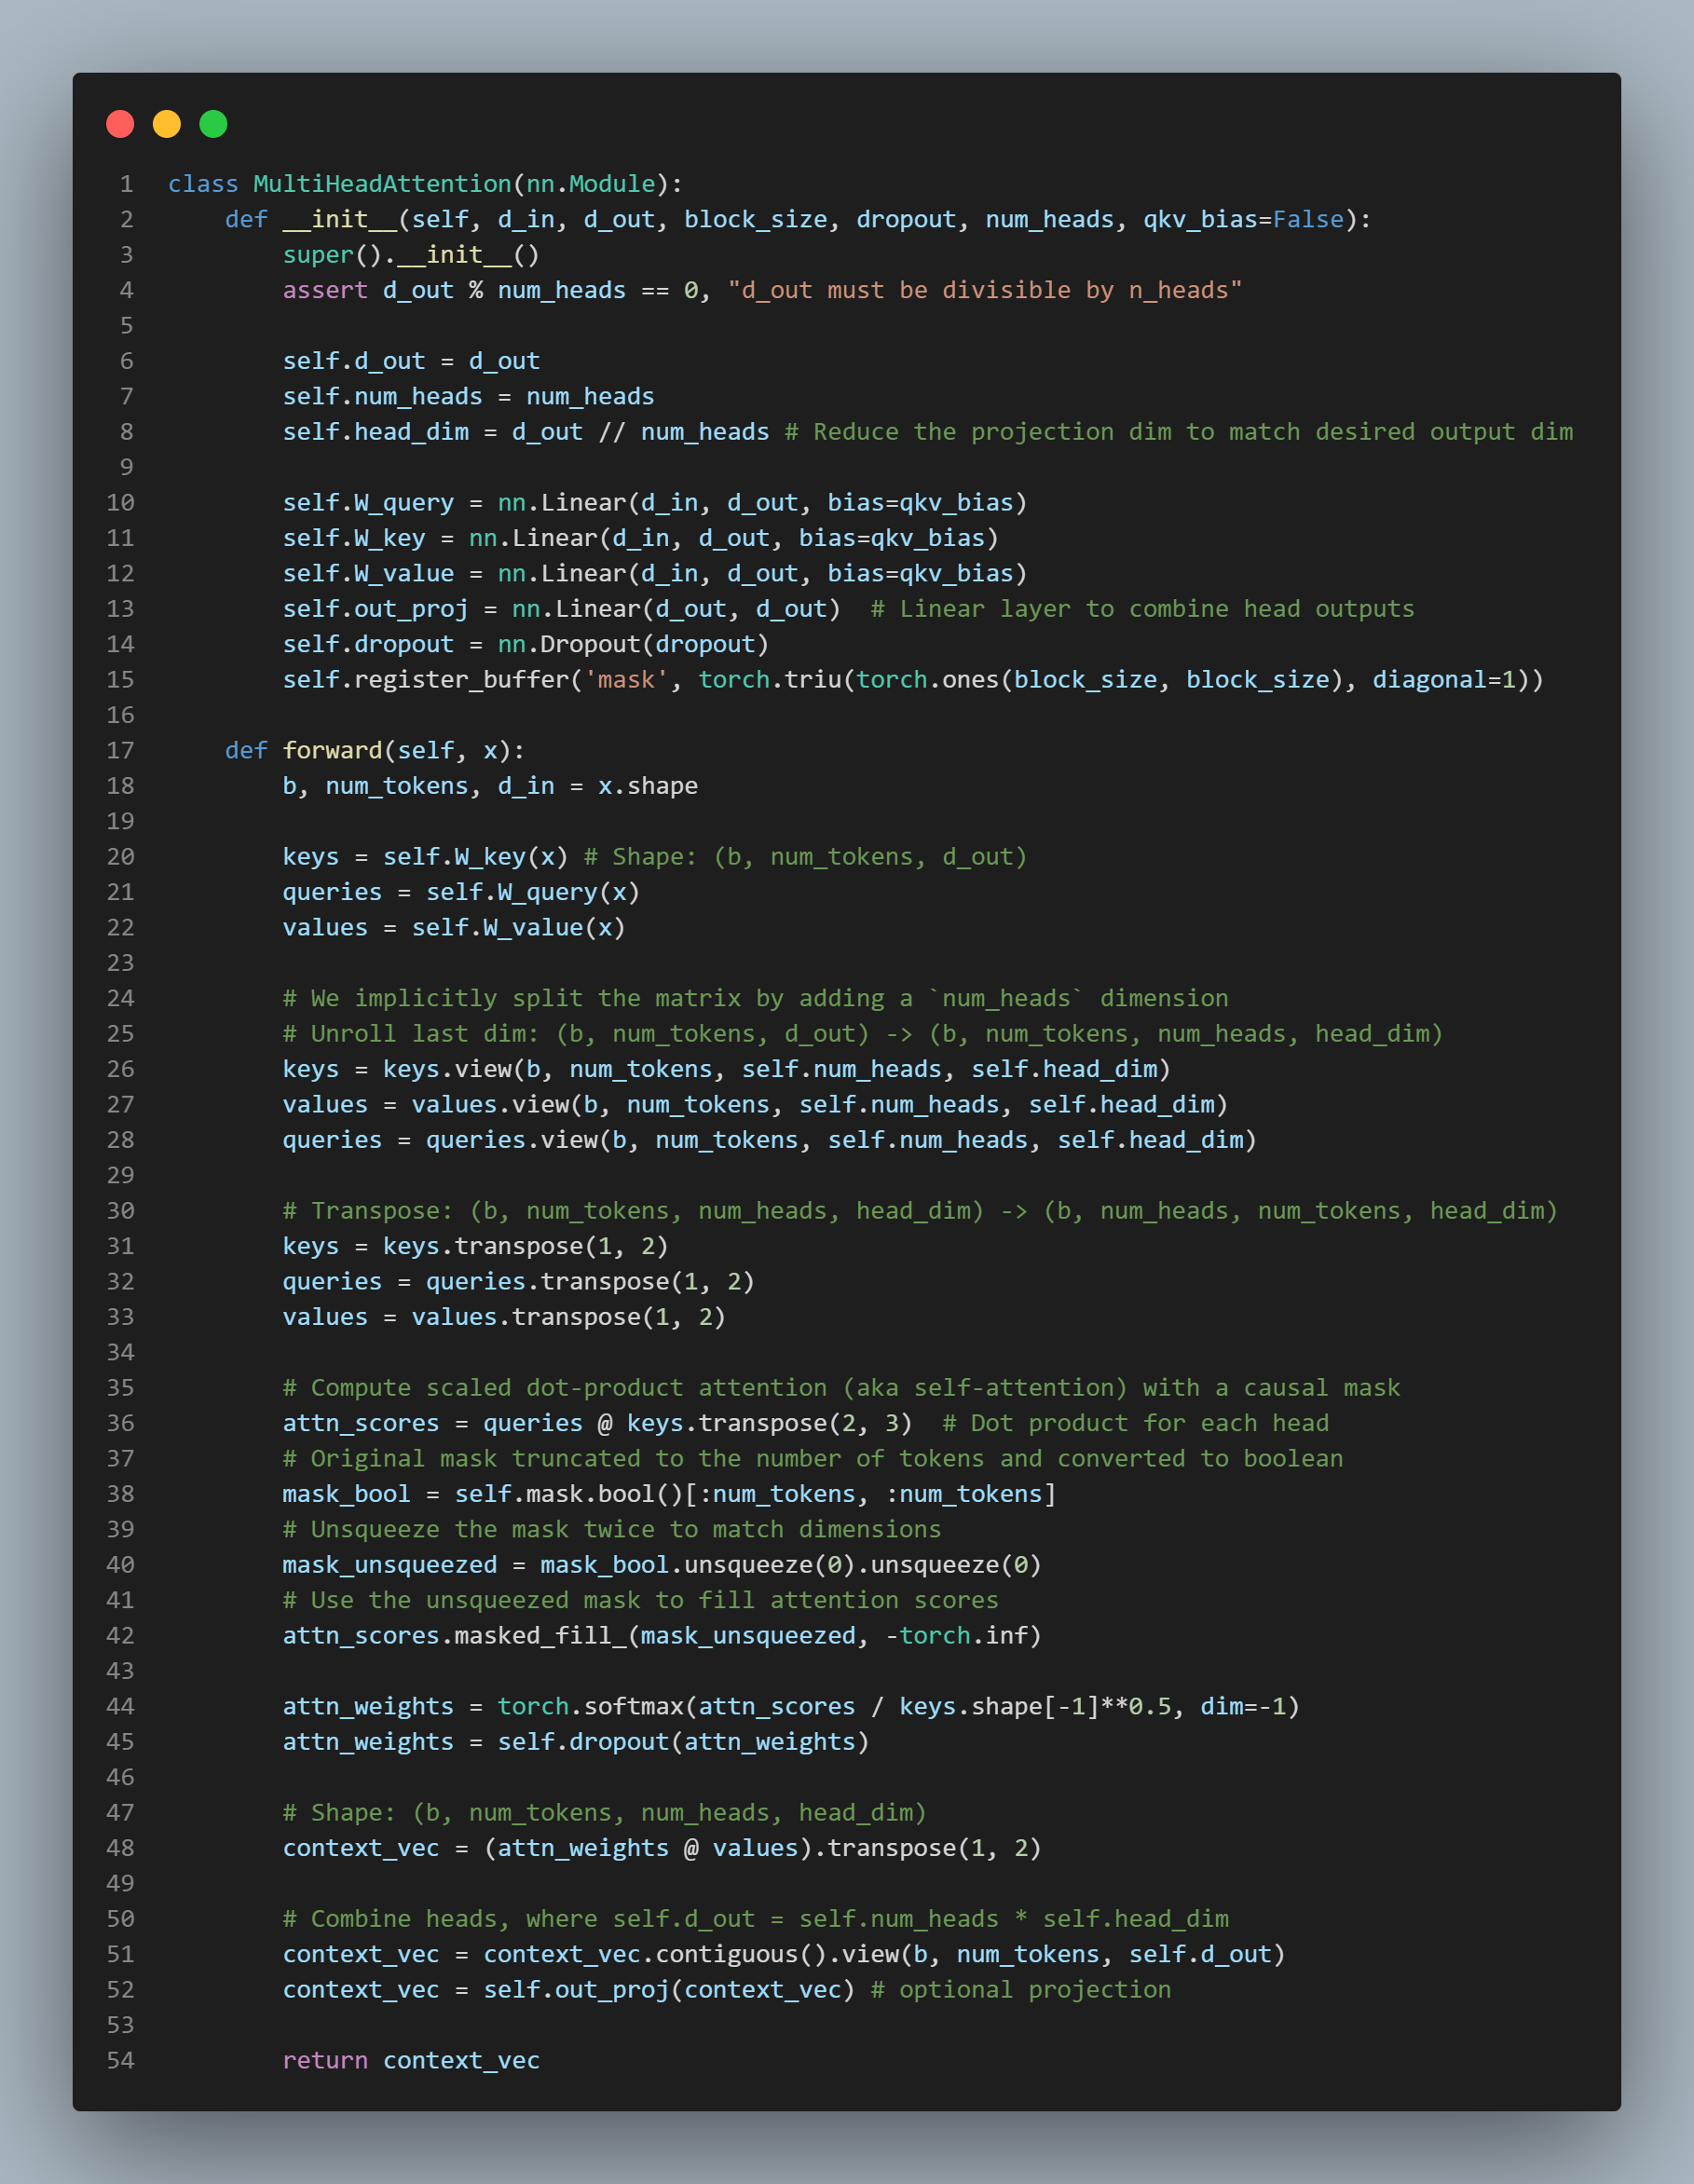 1 class MultiHeadAttention(nn.Module):
2     def __init__(self, d_in, d_out, block_size, dropout, num_heads, qkv_bias=False):
3         super().__init__()
4         assert d_out % num_heads == 0, "d_out must be divisible by n_heads"
5
6         self.d_out = d_out
7         self.num_heads = num_heads
8         self.head_dim = d_out // num_heads # Reduce the projection dim to match desired output dim
9
10         self.W_query = nn.Linear(d_in, d_out, bias=qkv_bias)
11         self.W_key = nn.Linear(d_in, d_out, bias=qkv_bias)
12         self.W_value = nn.Linear(d_in, d_out, bias=qkv_bias)
13         self.out_proj = nn.Linear(d_out, d_out)  # Linear layer to combine head outputs
14         self.dropout = nn.Dropout(dropout)
15         self.register_buffer('mask', torch.triu(torch.ones(block_size, block_size), diagonal=1))
16
17     def forward(self, x):
18         b, num_tokens, d_in = x.shape
19
20         keys = self.W_key(x) # Shape: (b, num_tokens, d_out)
21         queries = self.W_query(x)
22         values = self.W_value(x)
23
24         # We implicitly split the matrix by adding a `num_heads` dimension
25         # Unroll last dim: (b, num_tokens, d_out) -> (b, num_tokens, num_heads, head_dim)
26         keys = keys.view(b, num_tokens, self.num_heads, self.head_dim)
27         values = values.view(b, num_tokens, self.num_heads, self.head_dim)
28         queries = queries.view(b, num_tokens, self.num_heads, self.head_dim)
29
30         # Transpose: (b, num_tokens, num_heads, head_dim) -> (b, num_heads, num_tokens, head_dim)
31         keys = keys.transpose(1, 2)
32         queries = queries.transpose(1, 2)
33         values = values.transpose(1, 2)
34
35         # Compute scaled dot-product attention (aka self-attention) with a causal mask
36         attn_scores = queries @ keys.transpose(2, 3)  # Dot product for each head
37         # Original mask truncated to the number of tokens and converted to boolean
38         mask_bool = self.mask.bool()[:num_tokens, :num_tokens]
39         # Unsqueeze the mask twice to match dimensions
40         mask_unsqueezed = mask_bool.unsqueeze(0).unsqueeze(0)
41         # Use the unsqueezed mask to fill attention scores
42         attn_scores.masked_fill_(mask_unsqueezed, -torch.inf)
43
44         attn_weights = torch.softmax(attn_scores / keys.shape[-1]**0.5, dim=-1)
45         attn_weights = self.dropout(attn_weights)
46
47         # Shape: (b, num_tokens, num_heads, head_dim)
48         context_vec = (attn_weights @ values).transpose(1, 2)
49
50         # Combine heads, where self.d_out = self.num_heads * self.head_dim
51         context_vec = context_vec.contiguous().view(b, num_tokens, self.d_out)
52         context_vec = self.out_proj(context_vec) # optional projection
53
54         return context_vec